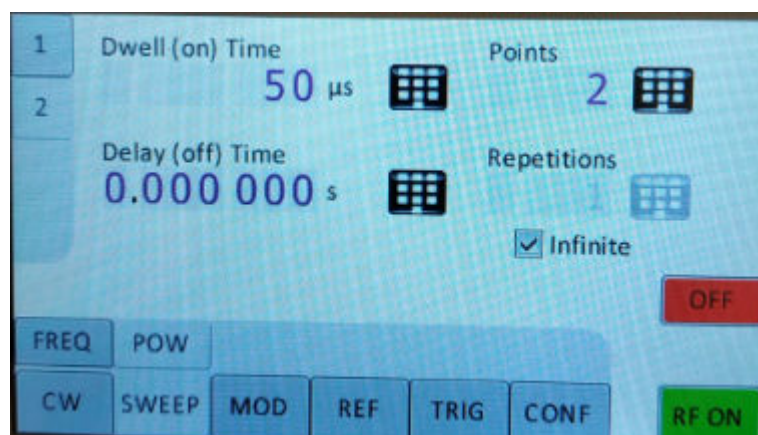 1
2
Dwell (on) Time
50 µs
Points
2
Delay (off) Time
0.000 000 s
Repetitions
1
Infinite
OFF
FREQ POW
CW SWEEP MOD REF TRIG CONF
RF ON